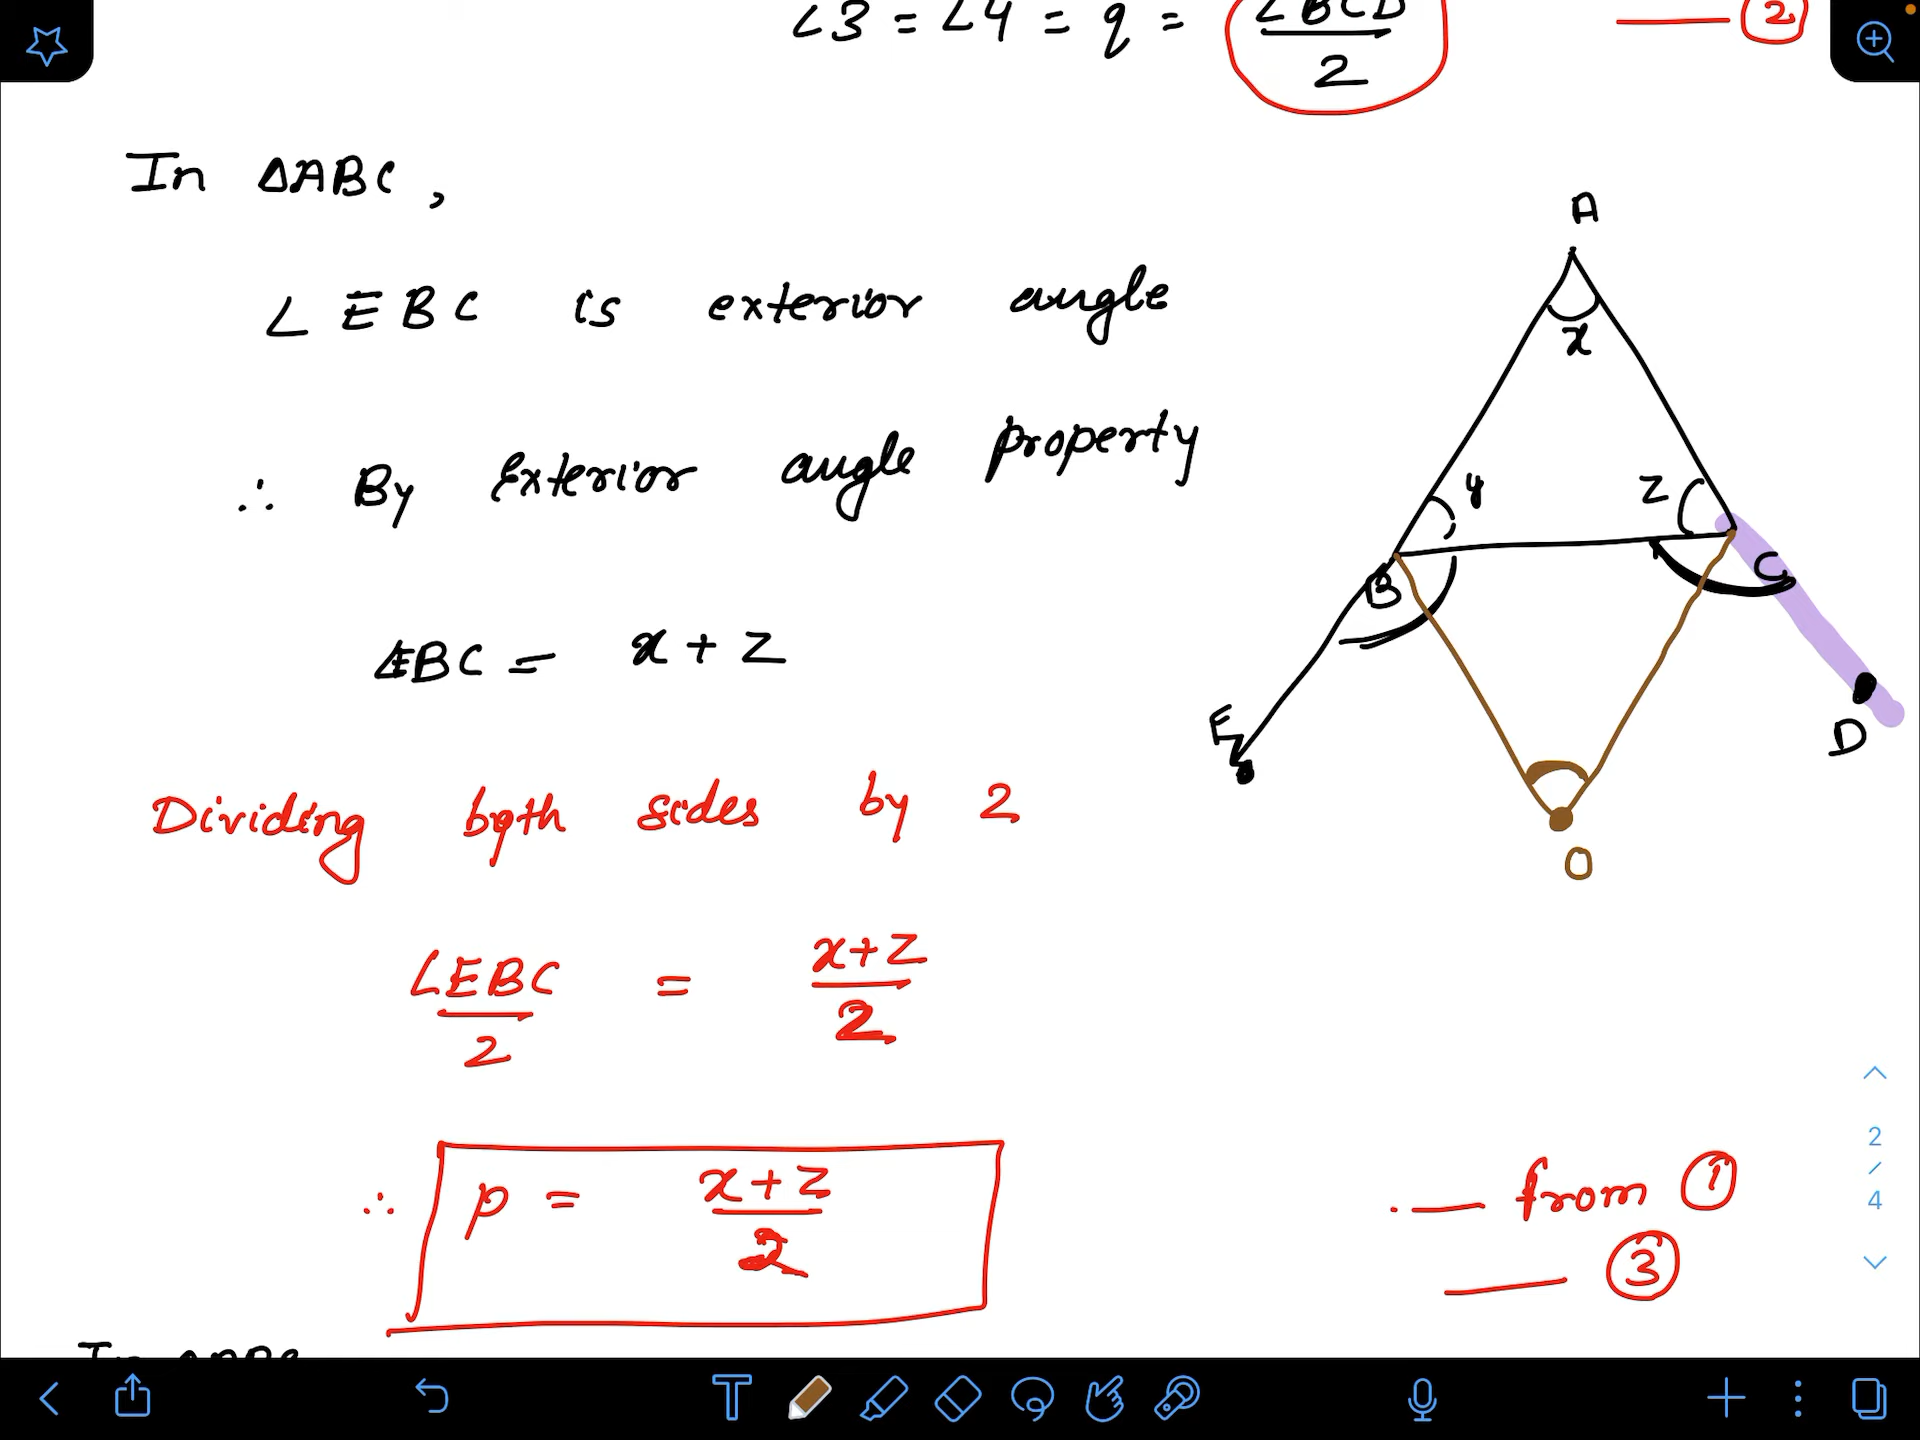 ∠3 = ∠4 = q = ∠BCD/2 —— ②
In ΔABC,
∠EBC is exterior angle
∴ By Exterior angle property
∠EBC = x + z
Dividing both sides by 2
∠EBC/2 = x+z/2
∴ p = x+z/2 —— from ①
—— ③
A
x
y
z
B
C
E
D
O
2
/
4
T